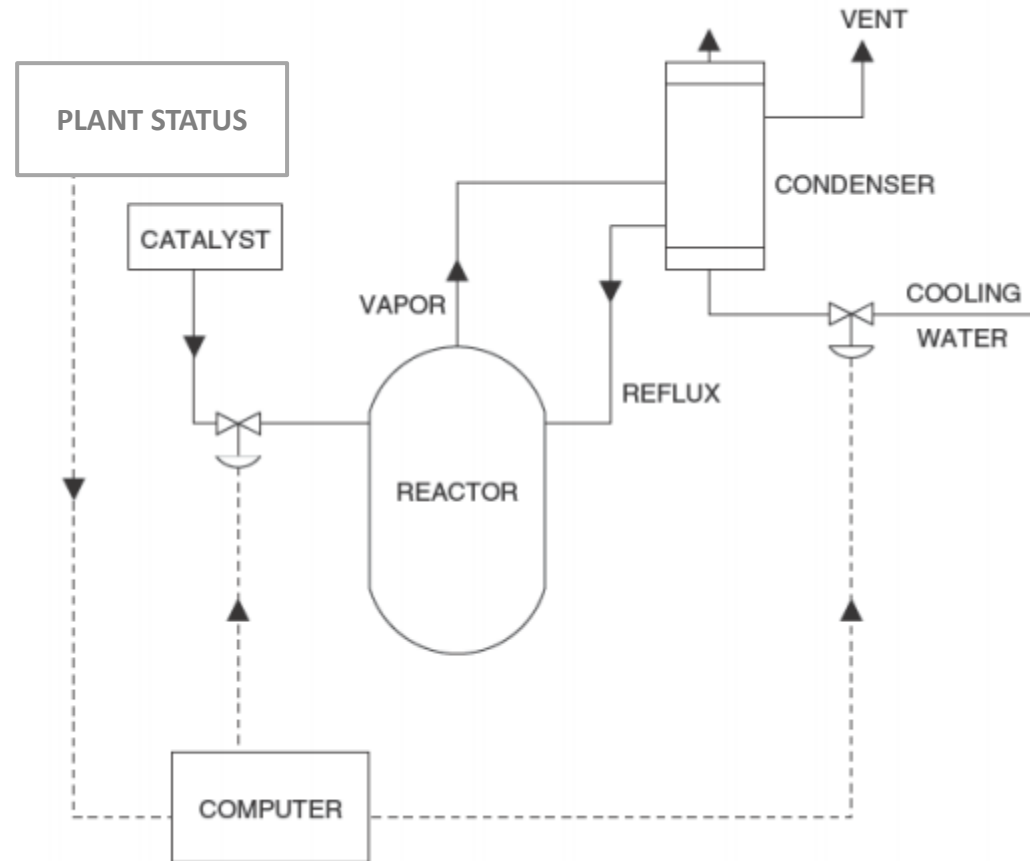 VENT
PLANT STATUS
CONDENSER
CATALYST
VAPOR
COOLING
WATER
REFLUX
REACTOR
COMPUTER